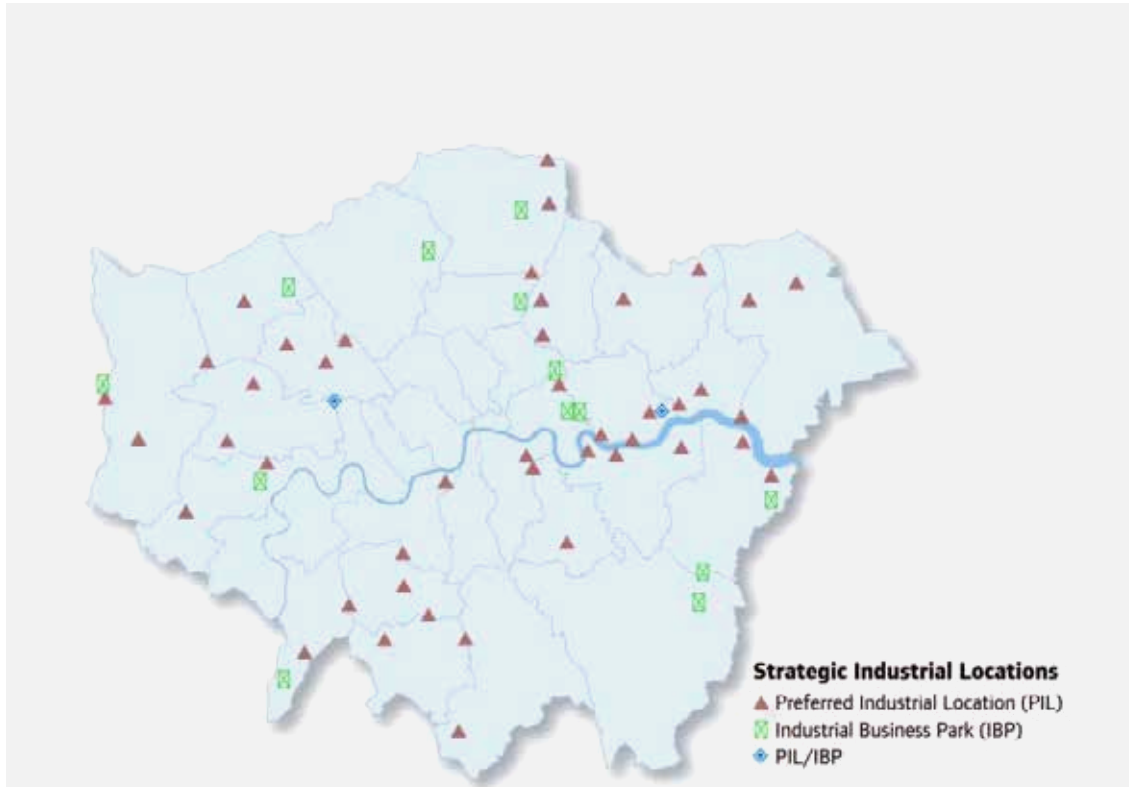 Strategic Industrial Locations
Preferred Industrial Location (PIL)
Industrial Business Park (IBP)
PIL/IBP